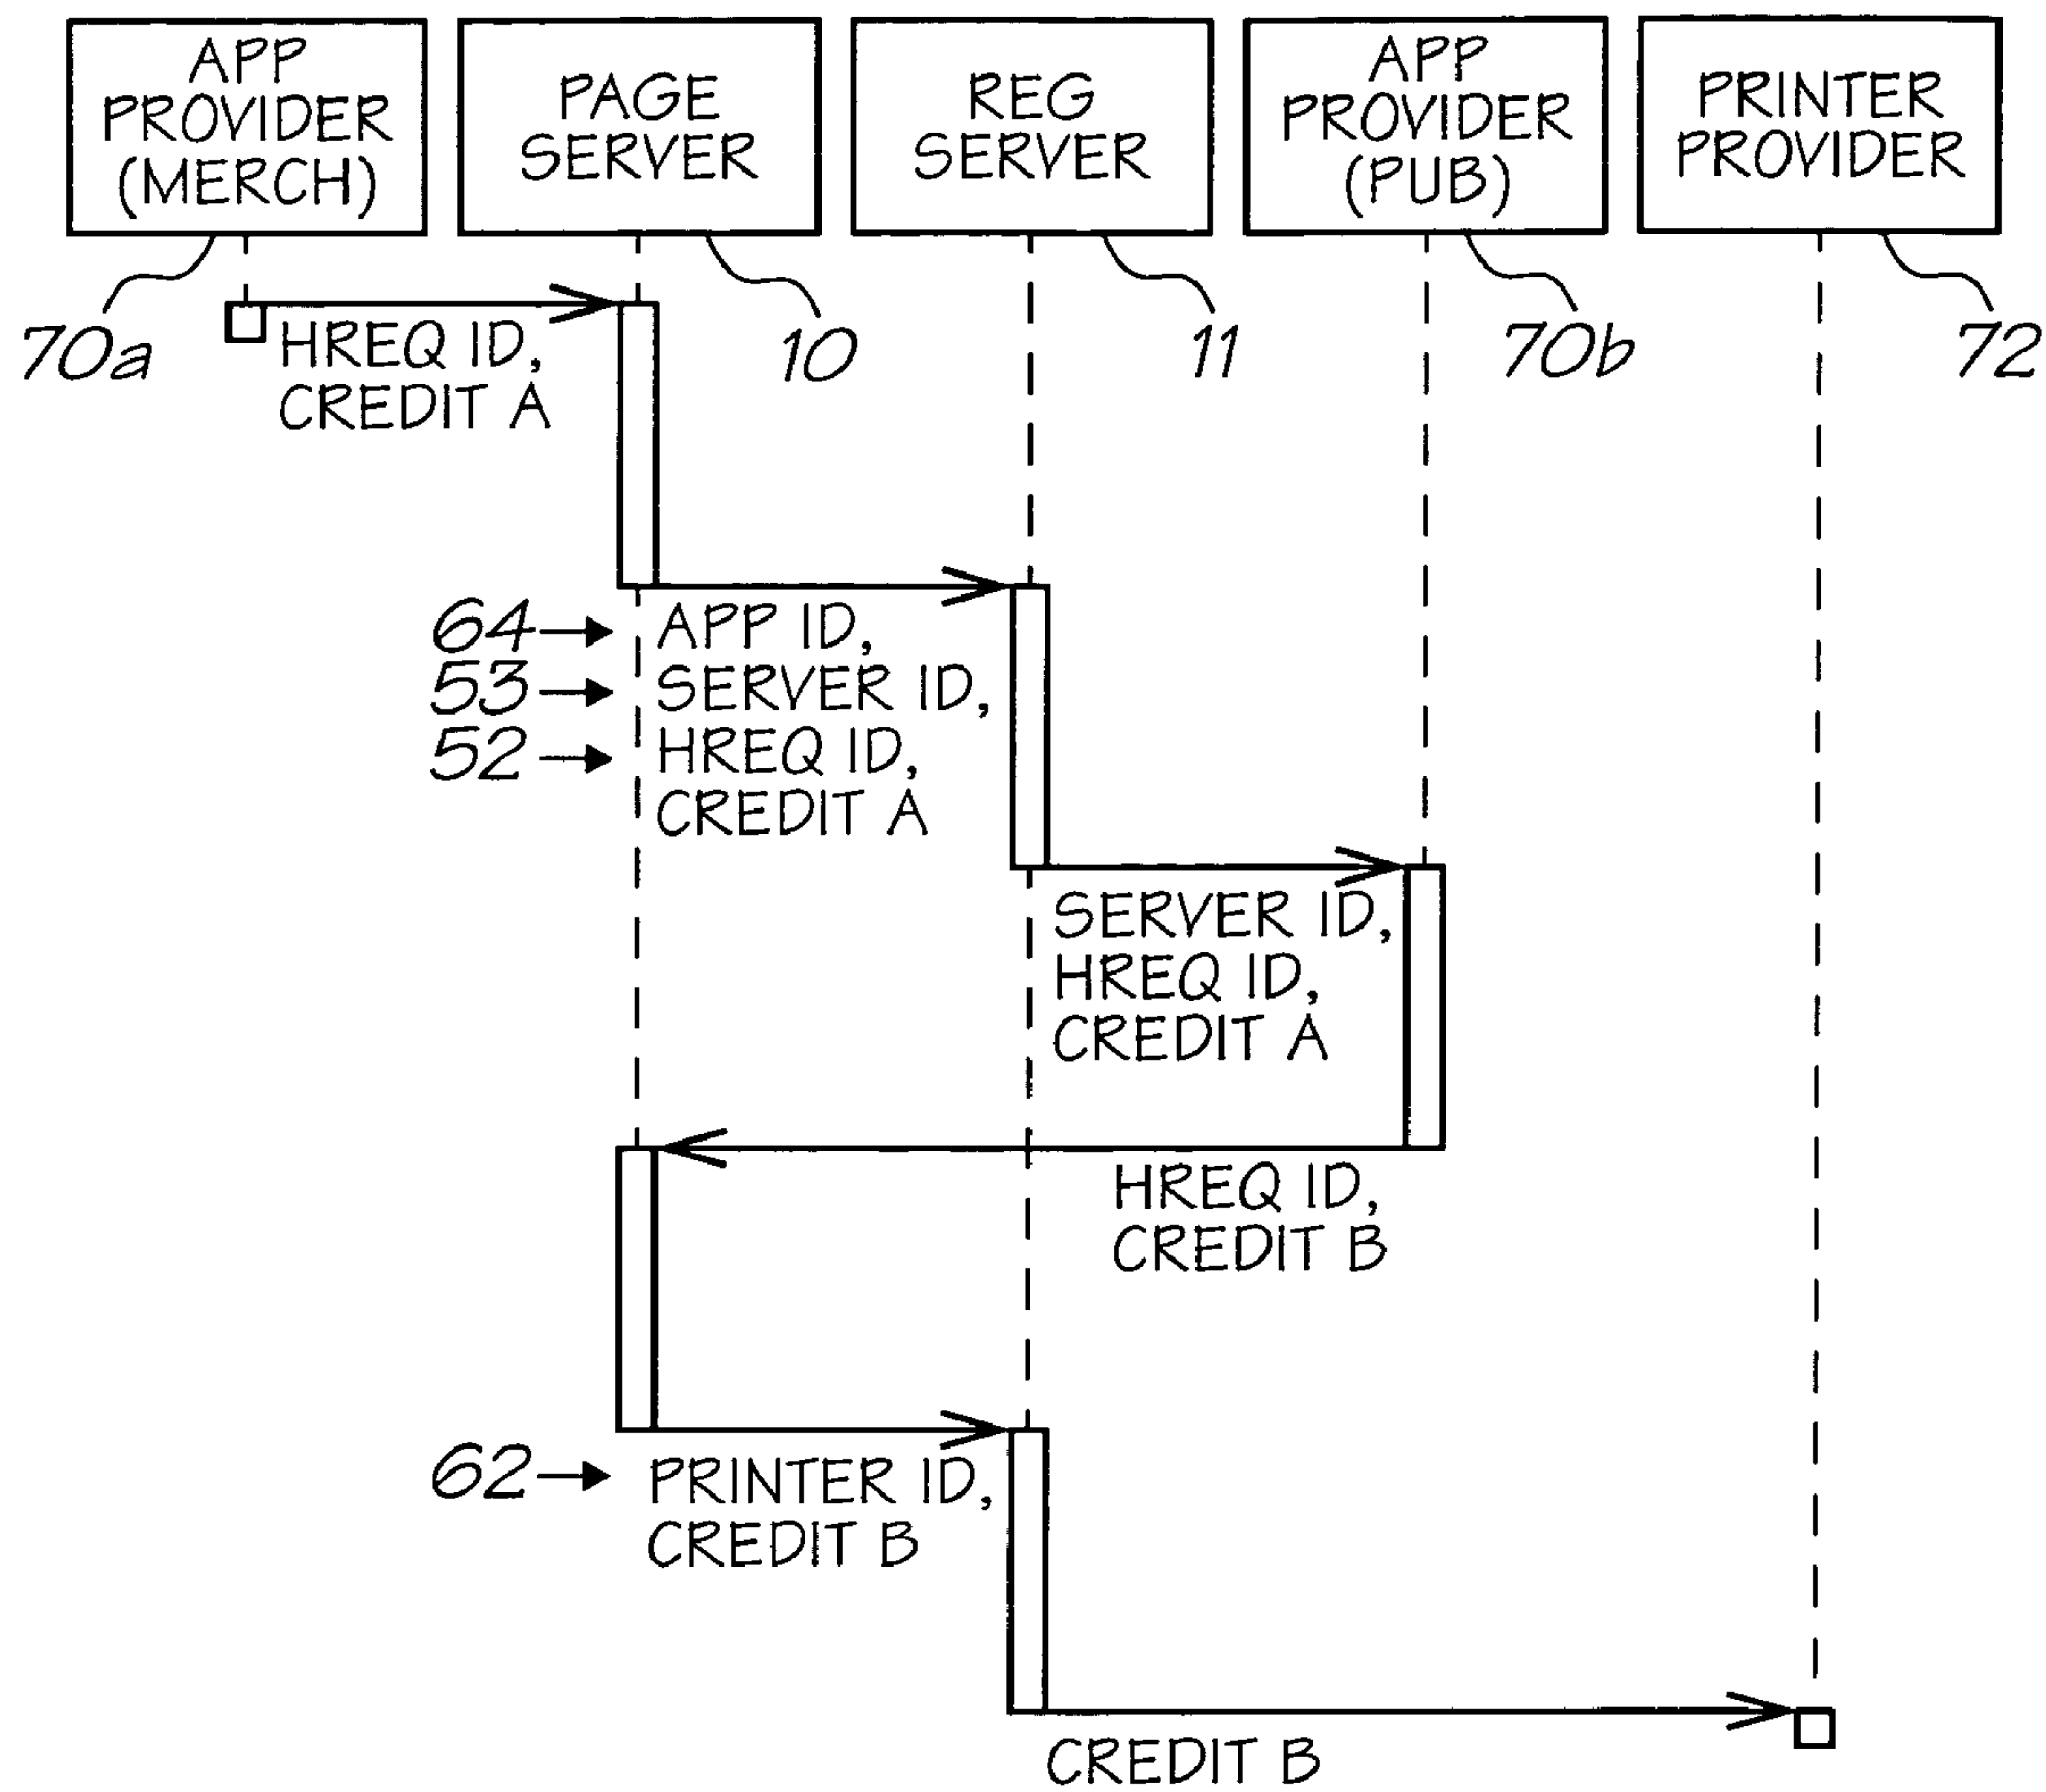 APP
PROVIDER
(MERCH)
PAGE
SERVER
REG
SERVER
APP
PROVIDER
(PUB)
PRINTER
PROVIDER
70a
10
11
70b
72
HREQ ID,
CREDIT A
64
APP ID,
53
SERVER ID,
52
HREQ ID,
CREDIT A
SERVER ID,
HREQ ID,
CREDIT A
HREQ ID,
CREDIT B
62
PRINTER ID,
CREDIT B
CREDIT B